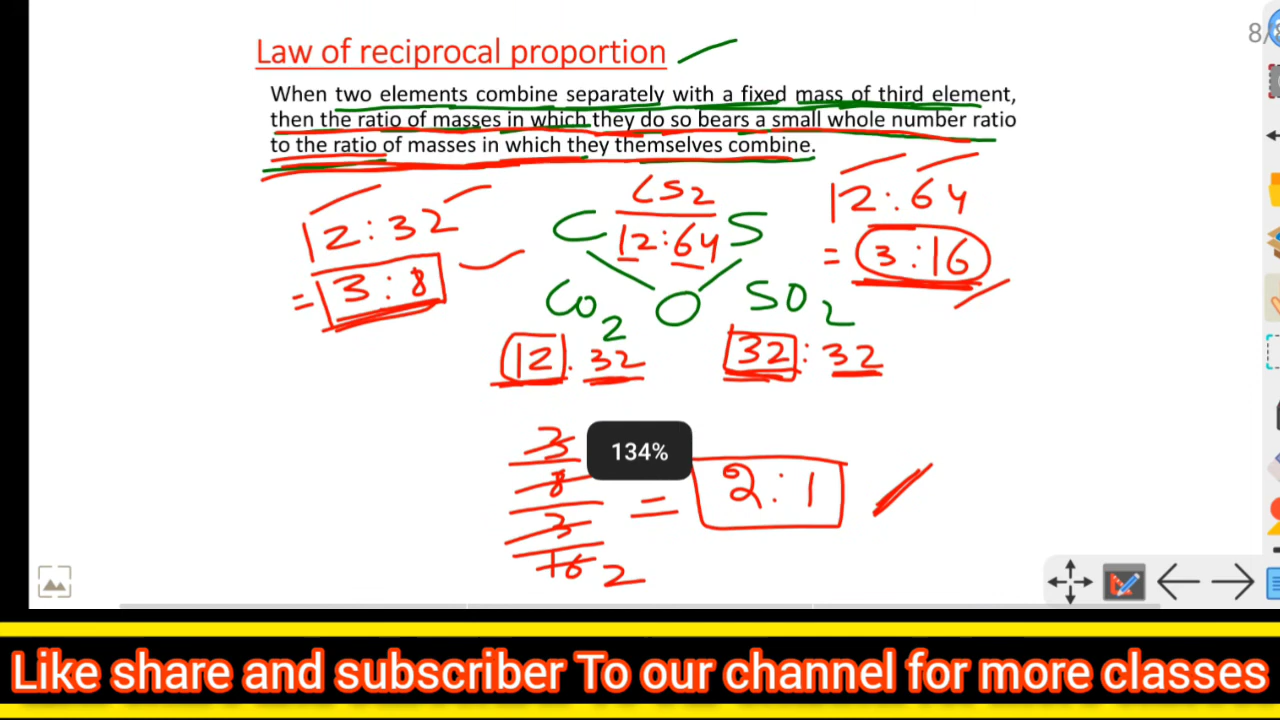 8/
Law of reciprocal proportion
When two elements combine separately with a fixed mass of third element,
then the ratio of masses in which they do so bears a small whole number ratio
to the ratio of masses in which they themselves combine.
12:32
= 3:8
CS2
C 12:64 S
12:64
= 3:16
CO2 O SO2
12:32 32:32
3
8
3
16 2
= 2:1
134%
Like share and subscriber To our channel for more classes